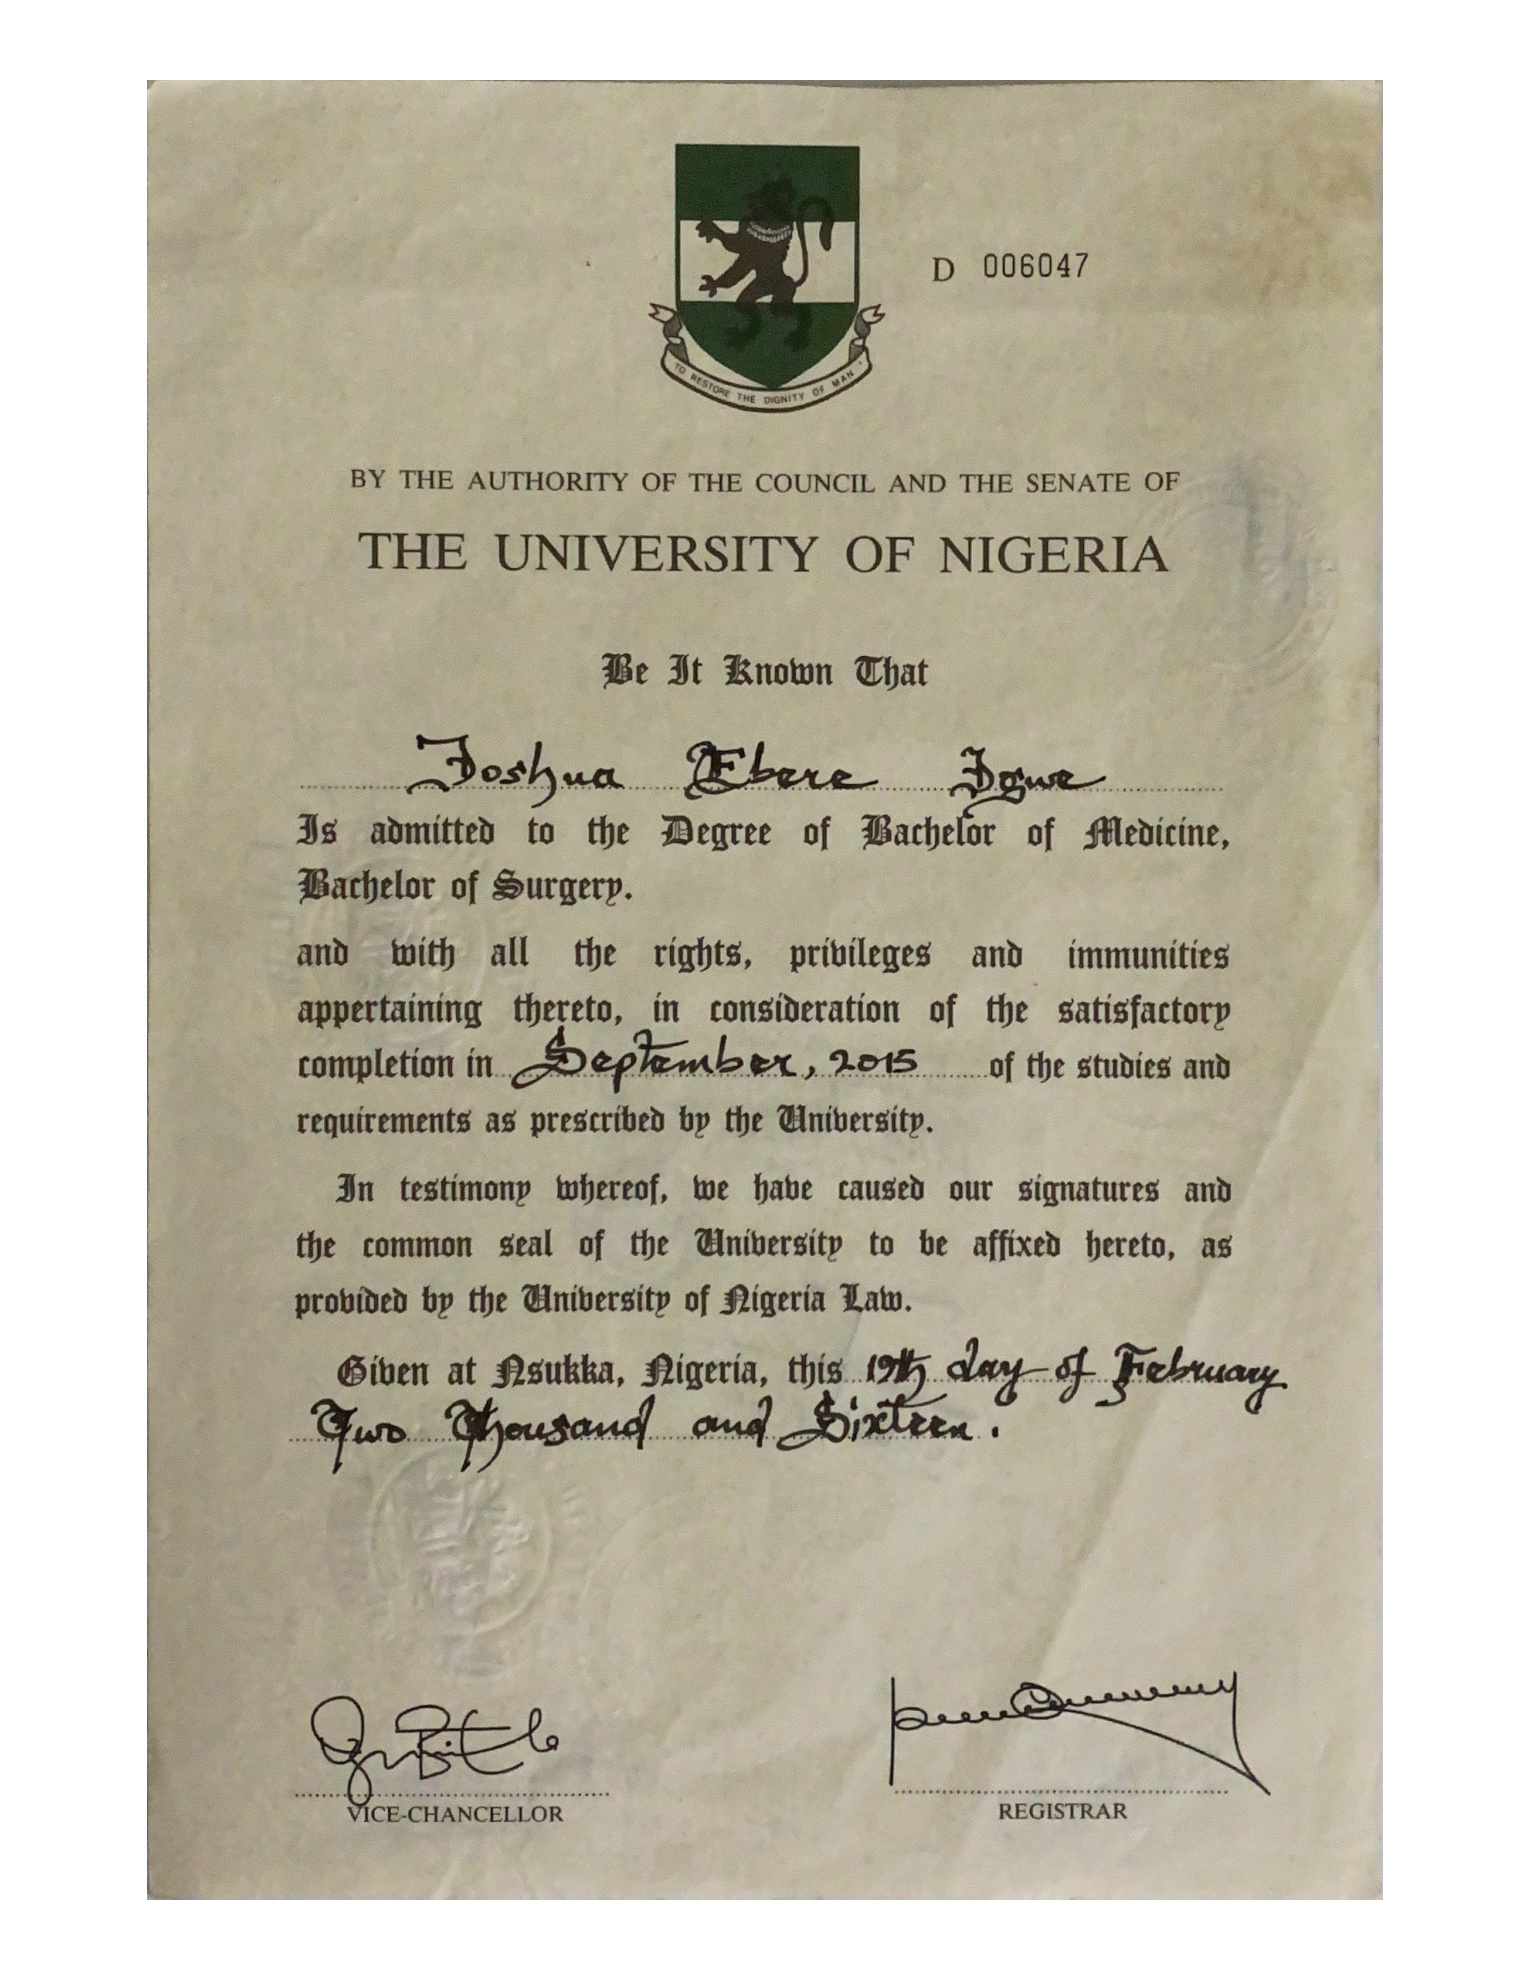 D 006047
TO RESTORE THE DIGNITY OF MAN
BY THE AUTHORITY OF THE COUNCIL AND THE SENATE OF
THE UNIVERSITY OF NIGERIA
Be It Known That
Joshua Ebere Igwe
Is admitted to the Degree of Bachelor of Medicine,
Bachelor of Surgery.
and with all the rights, privileges and immunities
appertaining thereto, in consideration of the satisfactory
completion in September, 2015 of the studies and
requirements as prescribed by the University.
In testimony whereof, we have caused our signatures and
the common seal of the University to be affixed hereto, as
provided by the University of Nigeria Law.
Given at Nsukka, Nigeria, this 19th day of February
Two Thousand and Sixteen.
VICE-CHANCELLOR
REGISTRAR